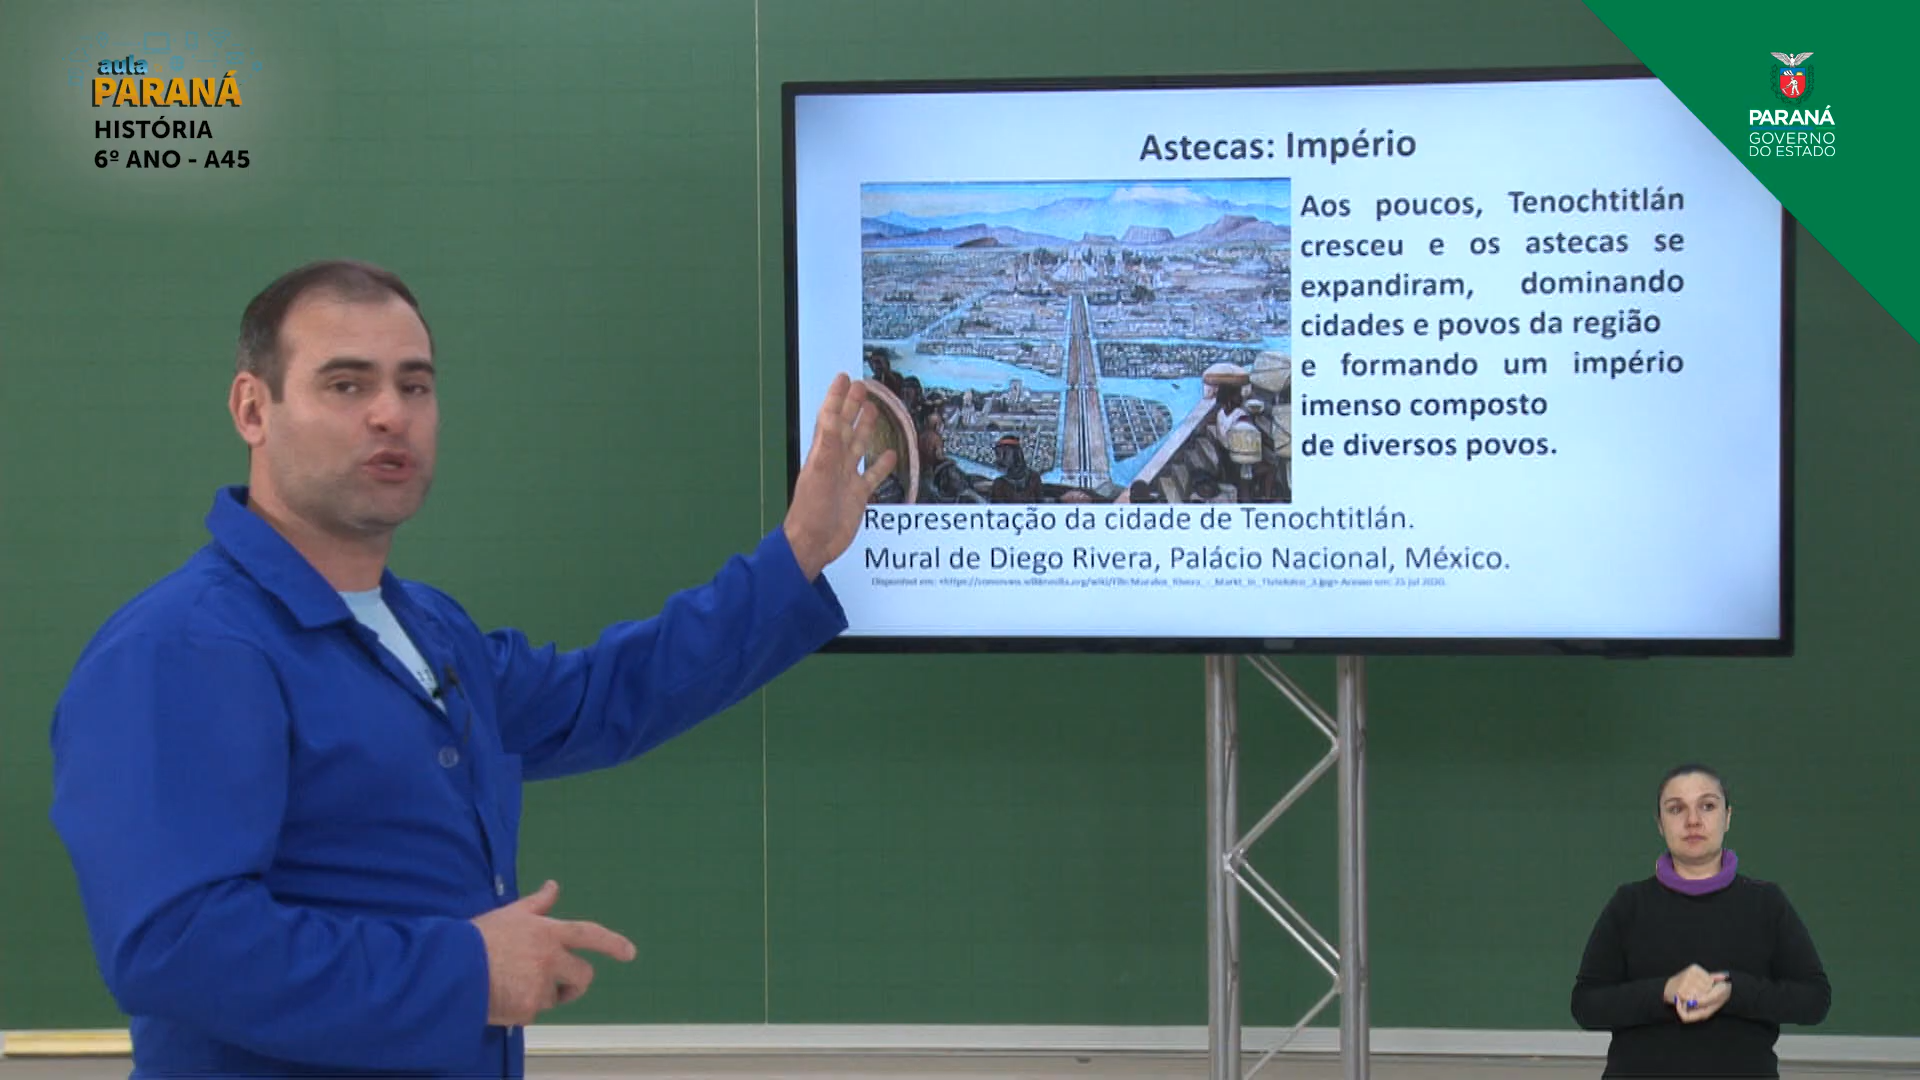 aula
PARANÁ
HISTÓRIA
6º ANO - A45
PARANÁ
GOVERNO
DO ESTADO
Astecas: Império
Aos poucos, Tenochtitlán
cresceu e os astecas se
expandiram, dominando
cidades e povos da região
e formando um império
imenso composto
de diversos povos.
Representação da cidade de Tenochtitlán.
Mural de Diego Rivera, Palácio Nacional, México.